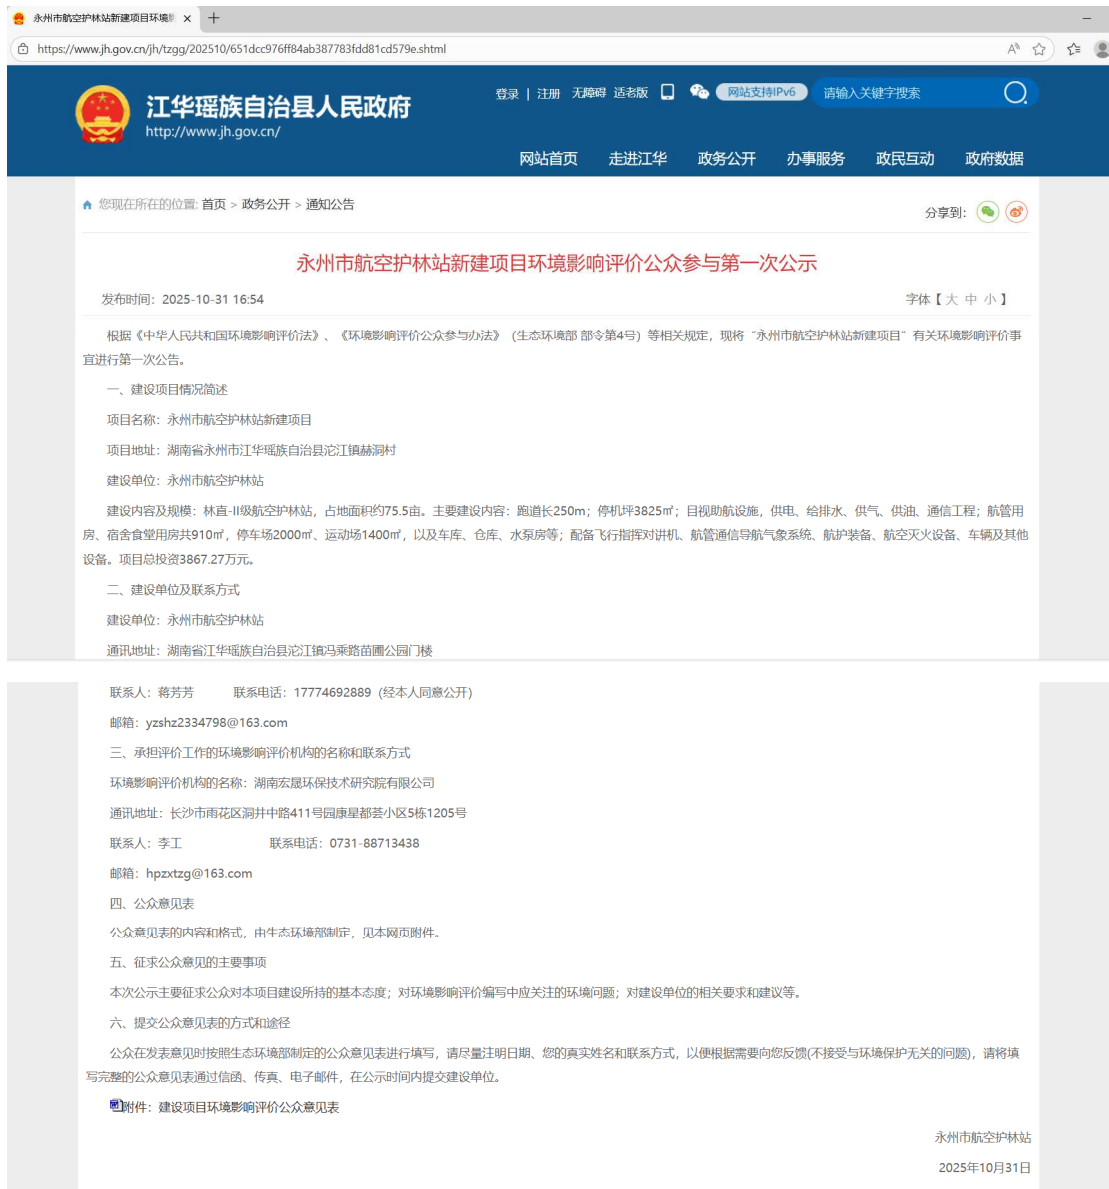 永州市航空护林站新建项目环境影
https://www.jh.gov.cn/jh/tzgg/202510/651dcc976ff84ab387783fdd81cd579e.shtml
江华瑶族自治县人民政府
http://www.jh.gov.cn/
登录 | 注册 无障碍 适老版 网站支持IPv6 请输入关键字搜索
网站首页 走进江华 政务公开 办事服务 政民互动 政府数据
您现在所在的位置: 首页 > 政务公开 > 通知公告
分享到:
永州市航空护林站新建项目环境影响评价公众参与第一次公示
发布时间：2025-10-31 16:54 字体【 大 中 小 】
根据《中华人民共和国环境影响评价法》、《环境影响评价公众参与办法》（生态环境部 部令第4号）等相关规定，现将“永州市航空护林站新建项目”有关环境影响评价事
宜进行第一次公告。
一、建设项目情况简述
项目名称：永州市航空护林站新建项目
项目地址：湖南省永州市江华瑶族自治县沱江镇赫洞村
建设单位：永州市航空护林站
建设内容及规模：林直-II级航空护林站，占地面积约75.5亩。主要建设内容：跑道长250m；停机坪3825㎡；目视助航设施，供电、给排水、供气、供油、通信工程；航管用
房、宿舍食堂用房共910㎡，停车场2000㎡、运动场1400㎡，以及车库、仓库、水泵房等；配备飞行指挥对讲机、航管通信导航气象系统、航护装备、航空灭火设备、车辆及其他
设备。项目总投资3867.27万元。
二、建设单位及联系方式
建设单位：永州市航空护林站
通讯地址：湖南省江华瑶族自治县沱江镇冯乘路苗圃公园门楼
联系人：蒋芳芳 联系电话：17774692889（经本人同意公开）
邮箱：yzshz2334798@163.com
三、承担评价工作的环境影响评价机构的名称和联系方式
环境影响评价机构的名称：湖南宏晟环保技术研究院有限公司
通讯地址：长沙市雨花区洞井中路411号园康星都荟小区5栋1205号
联系人：李工 联系电话：0731-88713438
邮箱：hpzxtzg@163.com
四、公众意见表
公众意见表的内容和格式，由生态环境部制定，见本网页附件。
五、征求公众意见的主要事项
本次公示主要征求公众对本项目建设所持的基本态度；对环境影响评价编写中应关注的环境问题；对建设单位的相关要求和建议等。
六、提交公众意见表的方式和途径
公众在发表意见时按照生态环境部制定的公众意见表进行填写，请尽量注明日期、您的真实姓名和联系方式，以便根据需要向您反馈(不接受与环境保护无关的问题)，请将填
写完整的公众意见表通过信函、传真、电子邮件，在公示时间内提交建设单位。
附件：建设项目环境影响评价公众意见表
永州市航空护林站
2025年10月31日